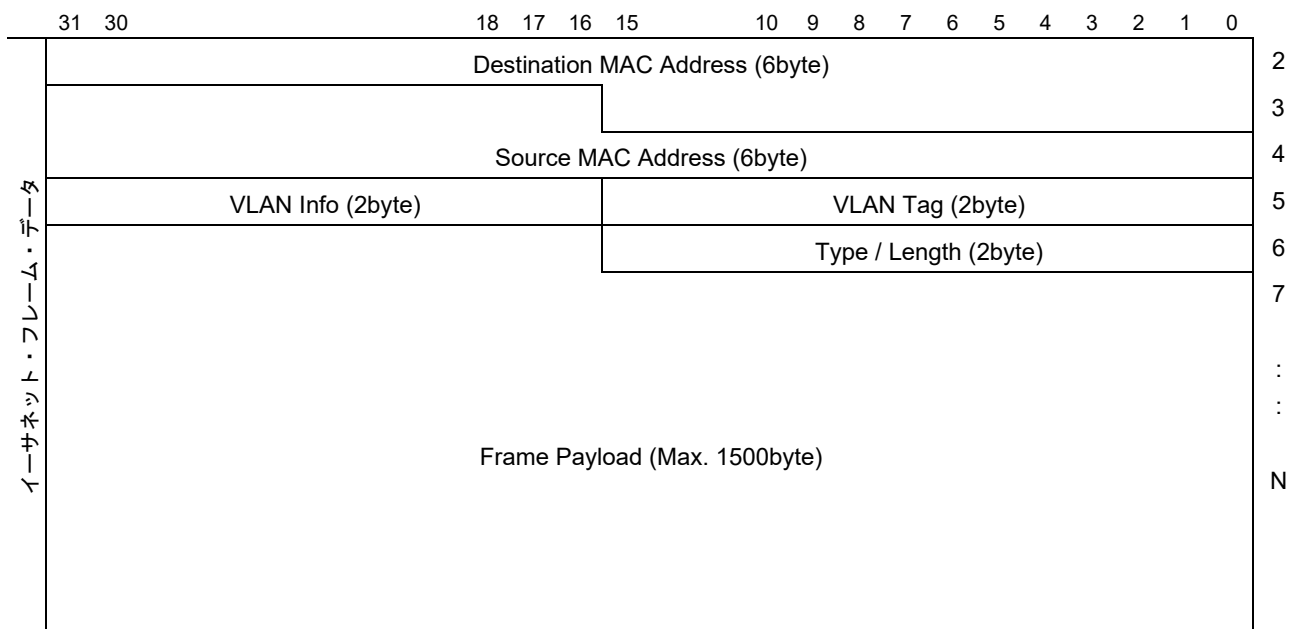 31 30 18 17 16 15 10 9 8 7 6 5 4 3 2 1 0
Destination MAC Address (6byte) 2
3
Source MAC Address (6byte) 4
VLAN Info (2byte) VLAN Tag (2byte) 5
Type / Length (2byte) 6
7
:
:
Frame Payload (Max. 1500byte)
N
イーサネット・フレーム・データ